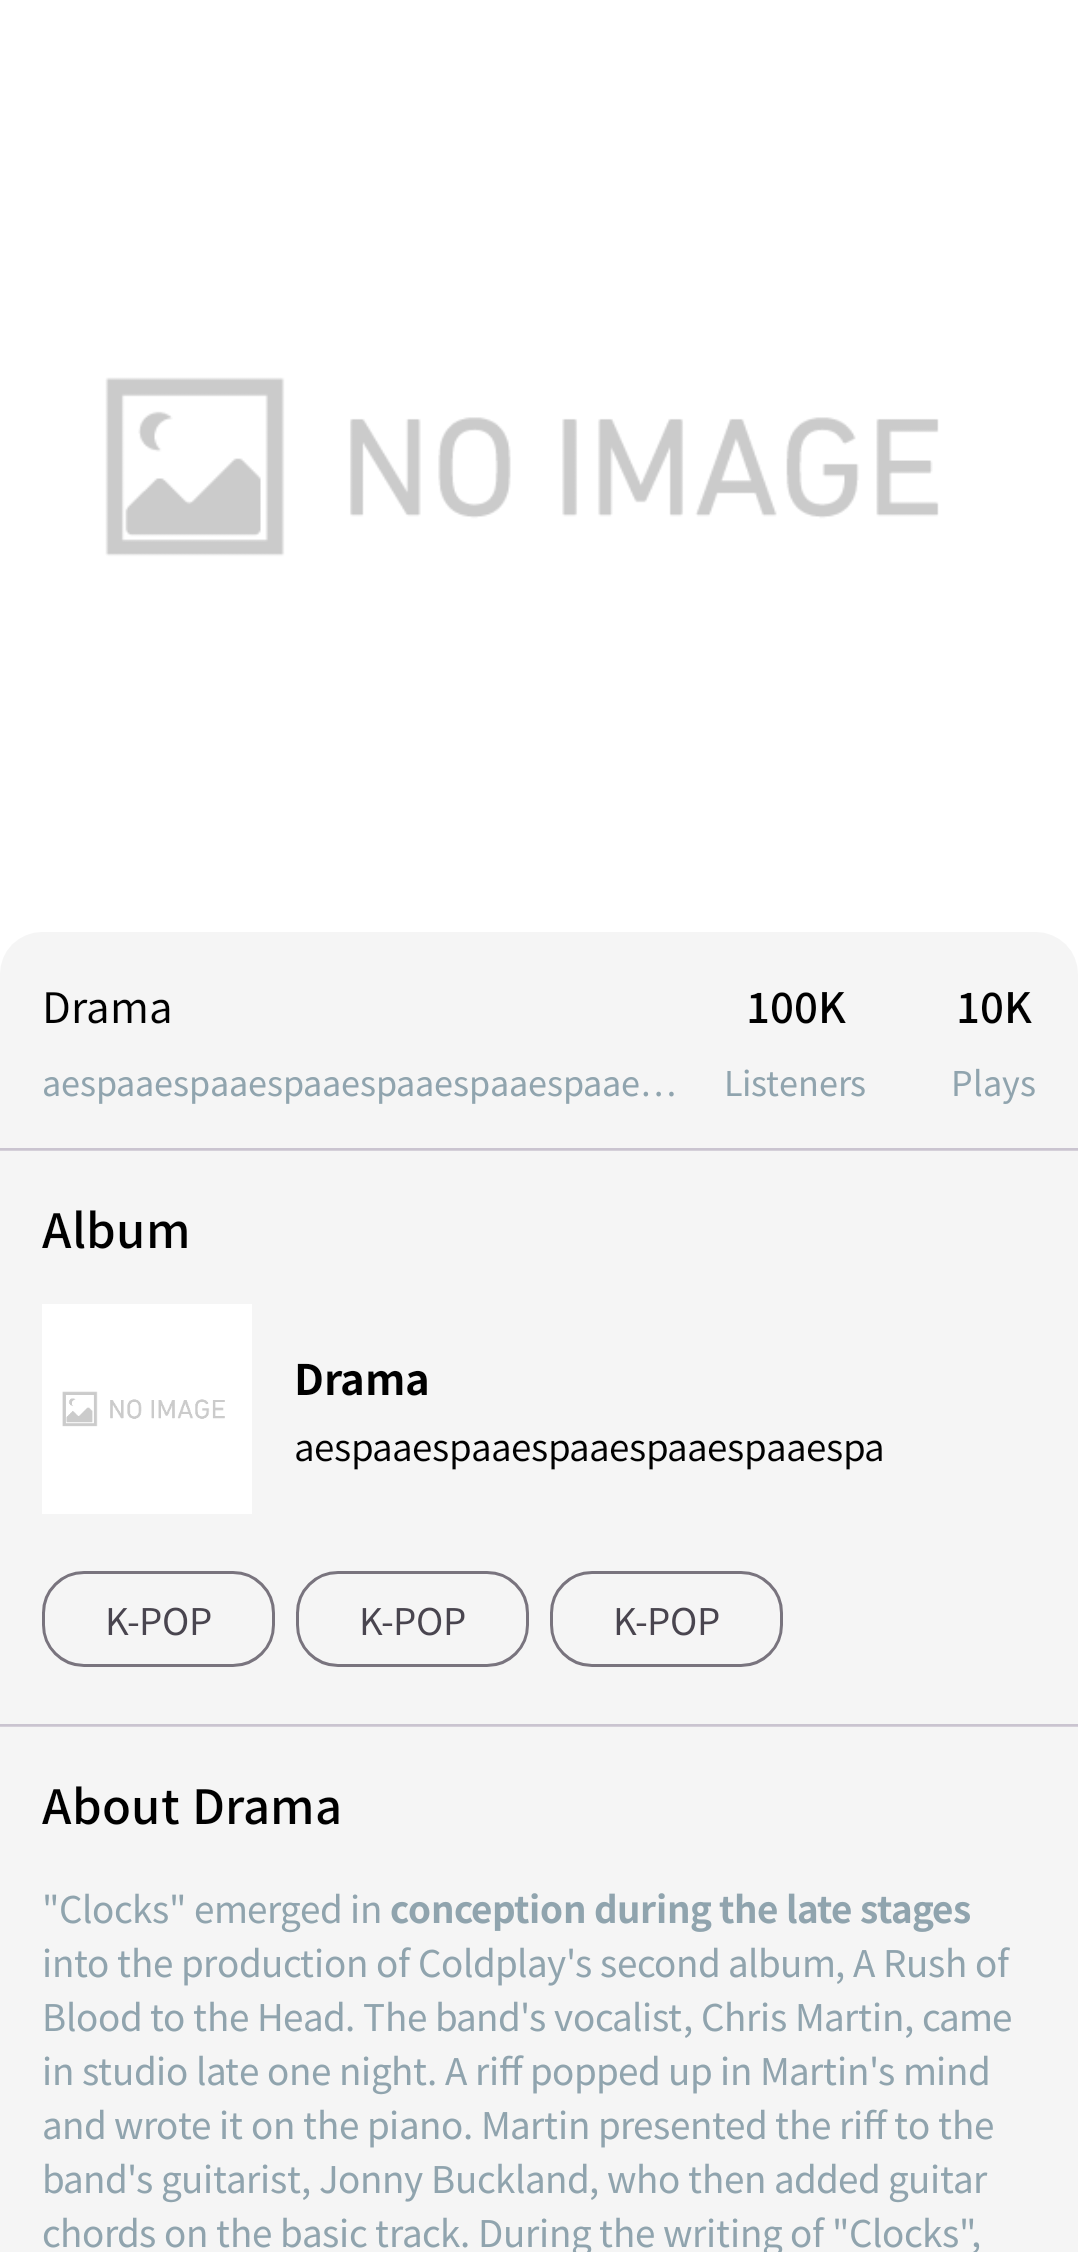 NO IMAGE
Drama
100K
10K
aespaaespaaespaaespaaespaaespaae...
Listeners
Plays
Album
NO IMAGE
Drama
aespaaespaaespaaespaaespaaespa
K-POP
K-POP
K-POP
About Drama
"Clocks" emerged in conception during the late stages
into the production of Coldplay's second album, A Rush of
Blood to the Head. The band's vocalist, Chris Martin, came
in studio late one night. A riff popped up in Martin's mind
and wrote it on the piano. Martin presented the riff to the
band's guitarist, Jonny Buckland, who then added guitar
chords on the basic track. During the writing of "Clocks",